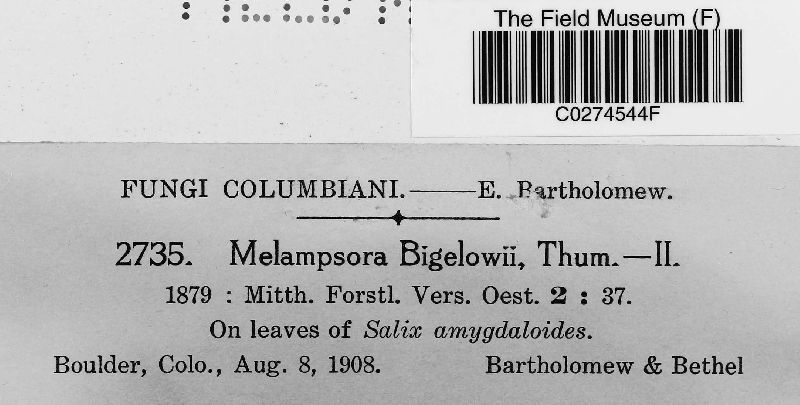 The Field Museum (F)
C0274544F
FUNGI COLUMBIANI.——E. Bartholomew.
2735. Melampsora Bigelowii, Thum.—II.
1879 : Mitth. Forstl. Vers. Oest. 2 : 37.
On leaves of Salix amygdaloides.
Boulder, Colo., Aug. 8, 1908. Bartholomew & Bethel